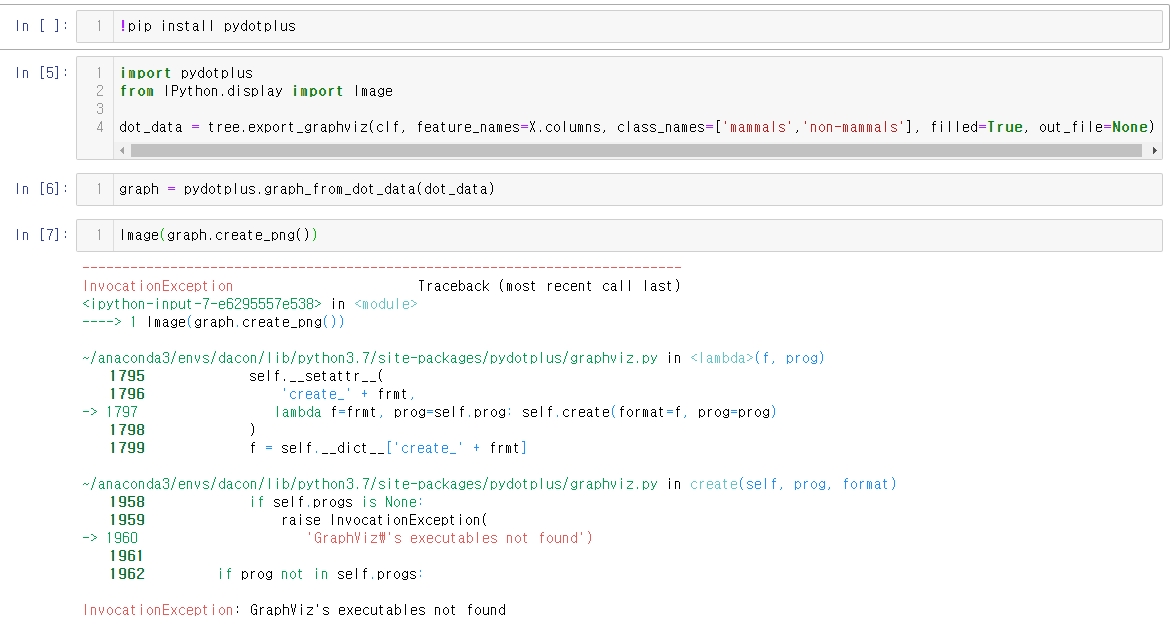 In [ ]: 1 !pip install pydotplus
In [5]: 1 import pydotplus
2 from IPython.display import Image
3
4 dot_data = tree.export_graphviz(clf, feature_names=X.columns, class_names=['mammals','non-mammals'], filled=True, out_file=None)
In [6]: 1 graph = pydotplus.graph_from_dot_data(dot_data)
In [7]: 1 Image(graph.create_png())
---------------------------------------------------------------------------
InvocationException Traceback (most recent call last)
<ipython-input-7-e6295557e538> in <module>
----> 1 Image(graph.create_png())
~/anaconda3/envs/dacon/lib/python3.7/site-packages/pydotplus/graphviz.py in <lambda>(f, prog)
1795 self.__setattr__(
1796 'create_' + frmt,
-> 1797 lambda f=frmt, prog=self.prog: self.create(format=f, prog=prog)
1798 )
1799 f = self.__dict__['create_' + frmt]
~/anaconda3/envs/dacon/lib/python3.7/site-packages/pydotplus/graphviz.py in create(self, prog, format)
1958 if self.progs is None:
1959 raise InvocationException(
-> 1960 'GraphViz₩'s executables not found')
1961
1962 if prog not in self.progs:
InvocationException: GraphViz's executables not found